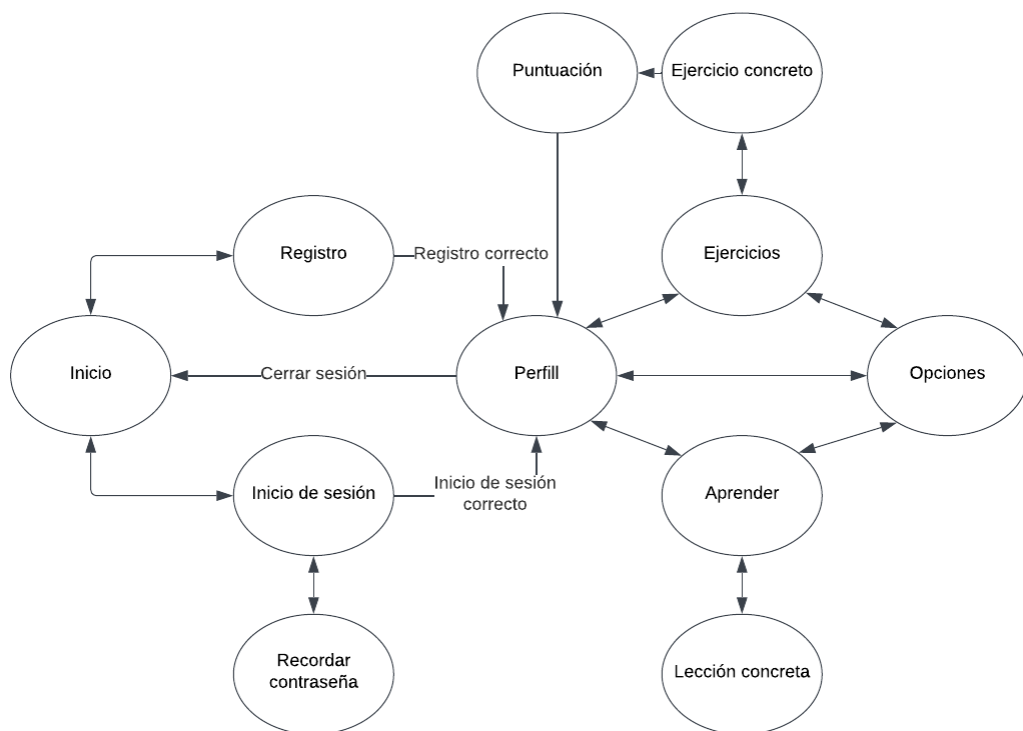 Puntuación
Ejercicio concreto
Registro
Registro correcto
Ejercicios
Inicio
Cerrar sesión
Perfill
Opciones
Inicio de sesión
Inicio de sesión
correcto
Aprender
Recordar
contraseña
Lección concreta